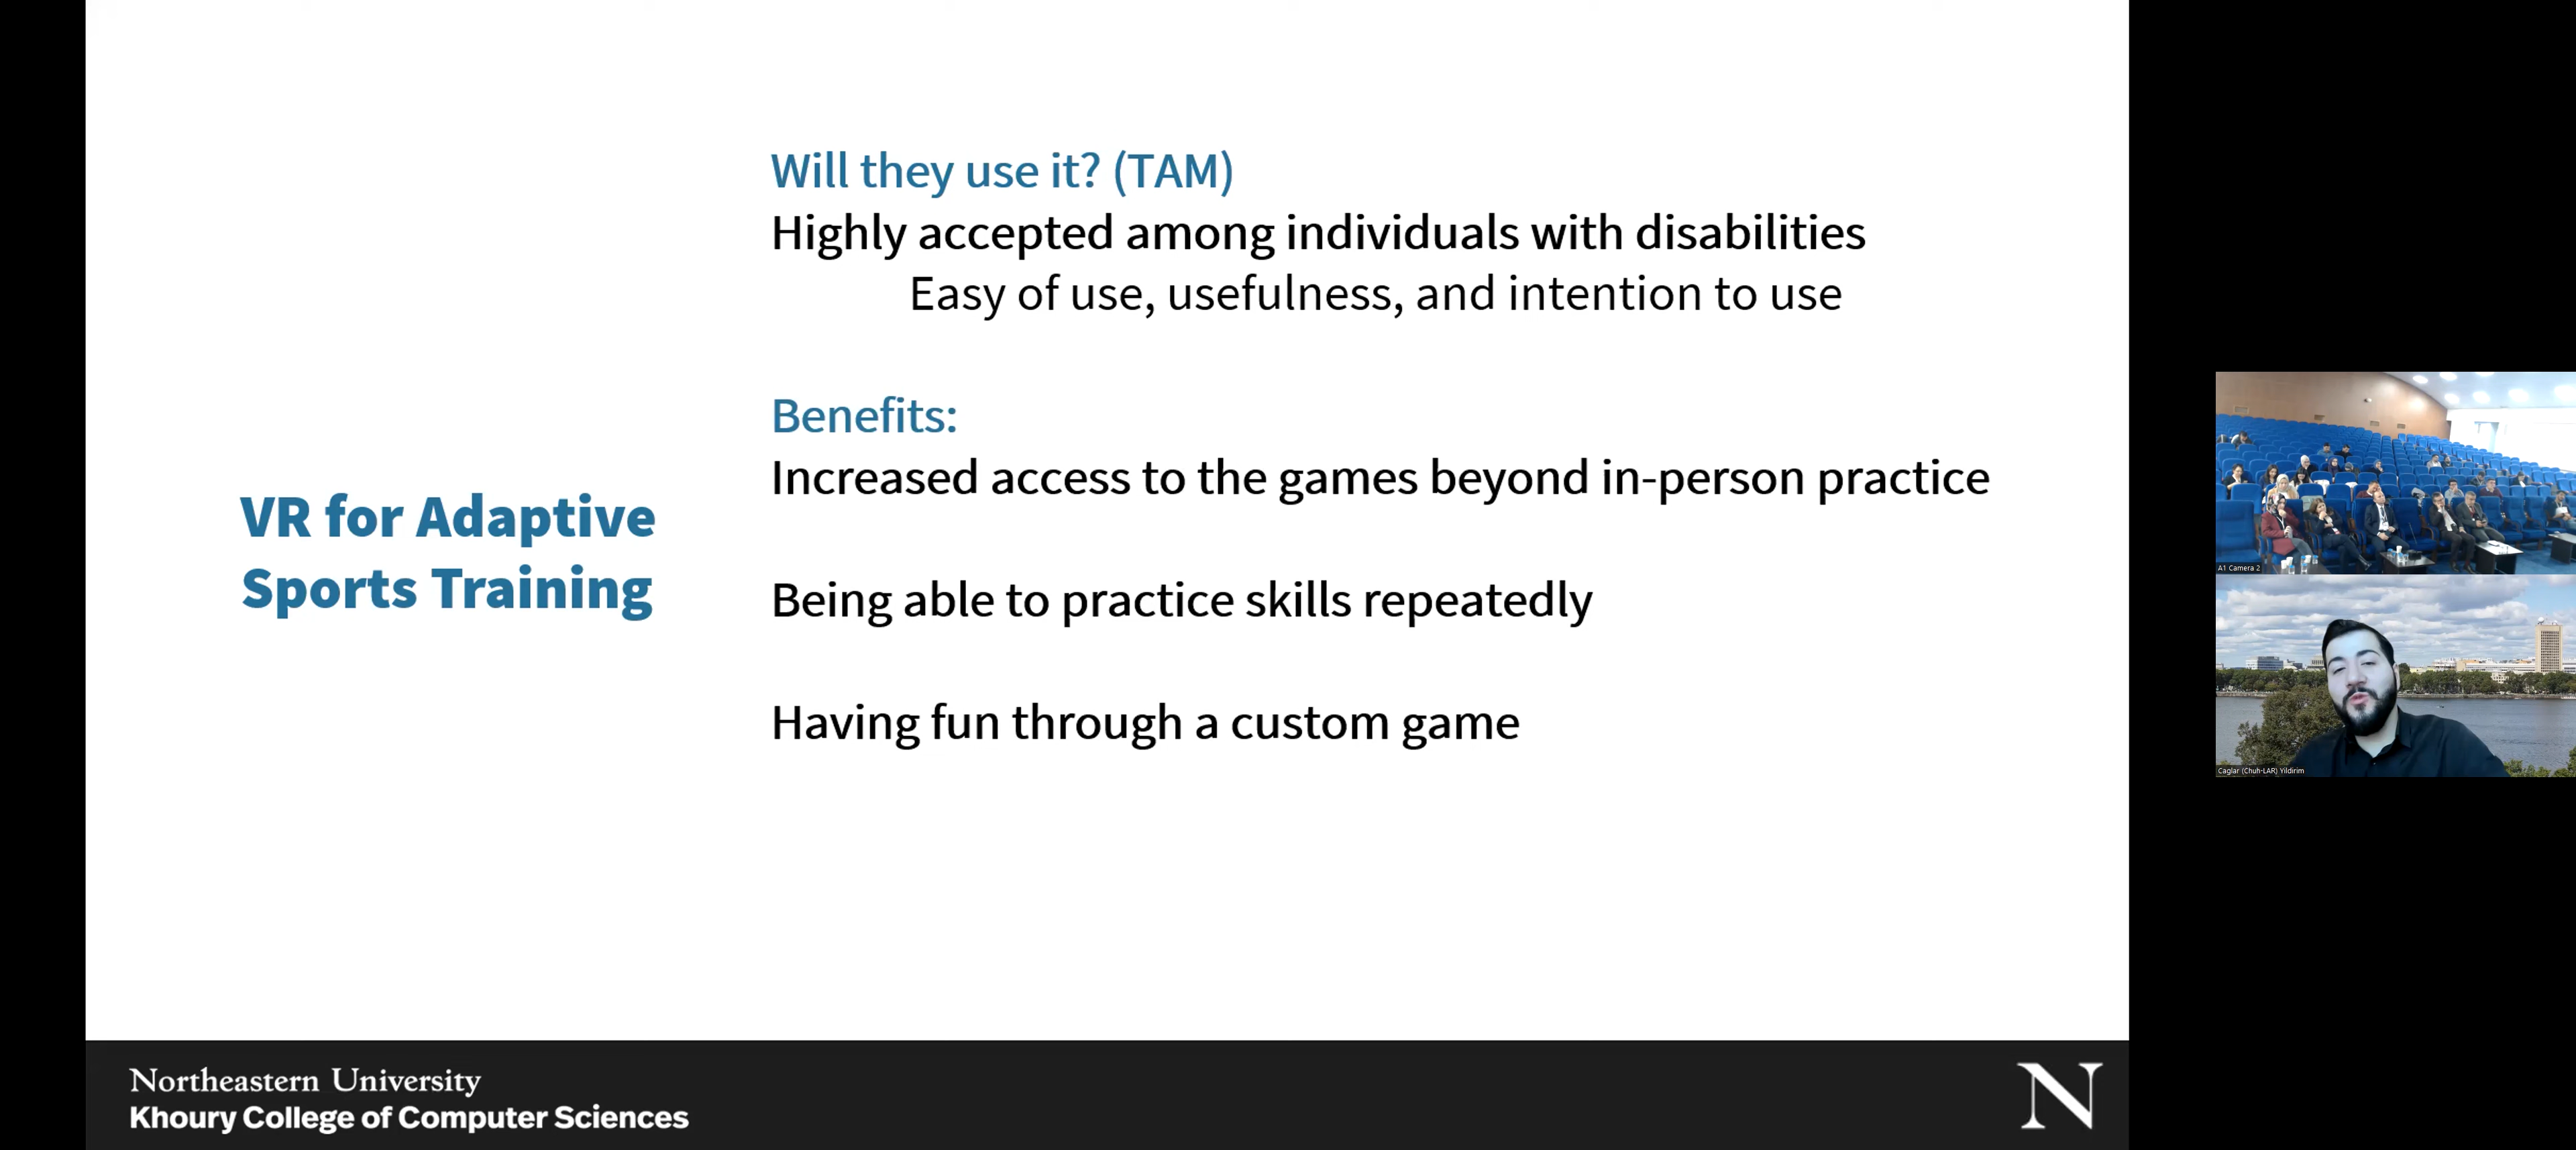 Will they use it? (TAM)
Highly accepted among individuals with disabilities
Easy of use, usefulness, and intention to use
Benefits:
Increased access to the games beyond in-person practice
Being able to practice skills repeatedly
Having fun through a custom game
VR for Adaptive
Sports Training
Northeastern University
Khoury College of Computer Sciences
N
A1 Camera 2
Caglar (Chuh-LAR) Yildirim